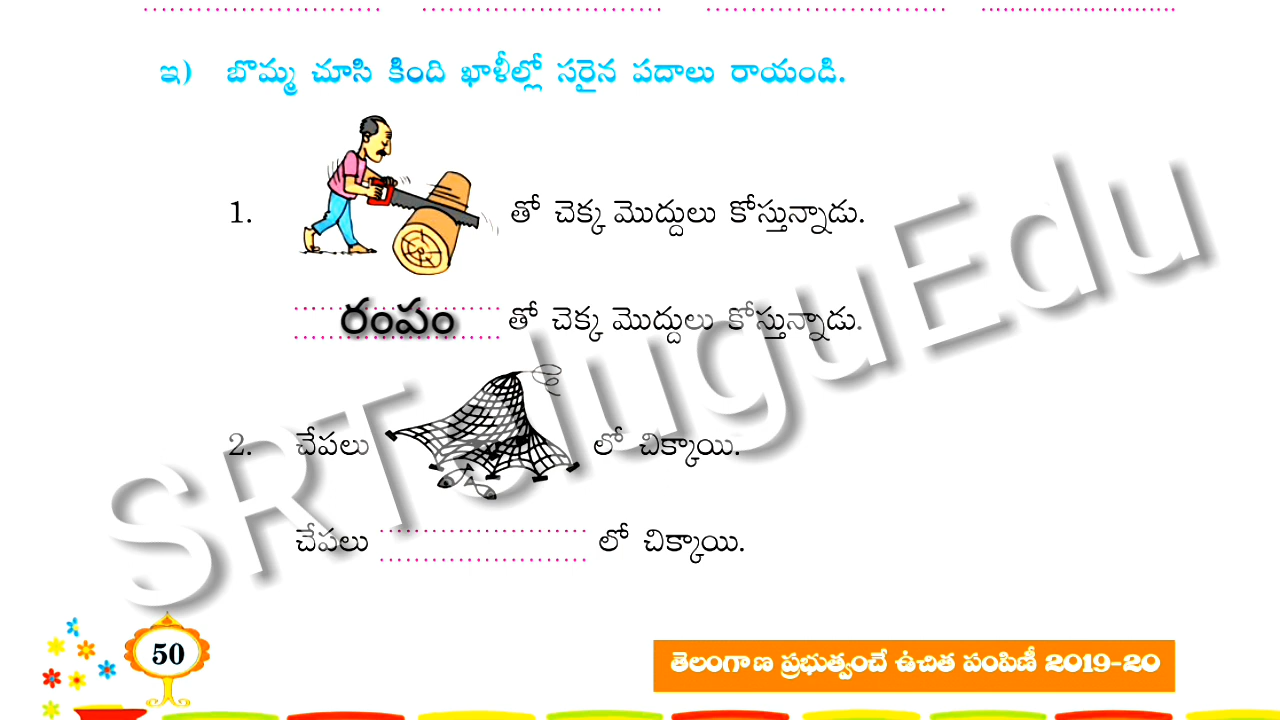 ఇ) బొమ్మ చూసి కింది ఖాళీల్లో సరైన పదాలు రాయండి.
1. తో చెక్క మొద్దులు కోస్తున్నాడు.
రంపం తో చెక్క మొద్దులు కోస్తున్నాడు.
2. చేపలు లో చిక్కాయి.
చేపలు లో చిక్కాయి.
SRTeluguEdu
50
తెలంగాణ ప్రభుత్వంచే ఉచిత పంపిణీ 2019-20